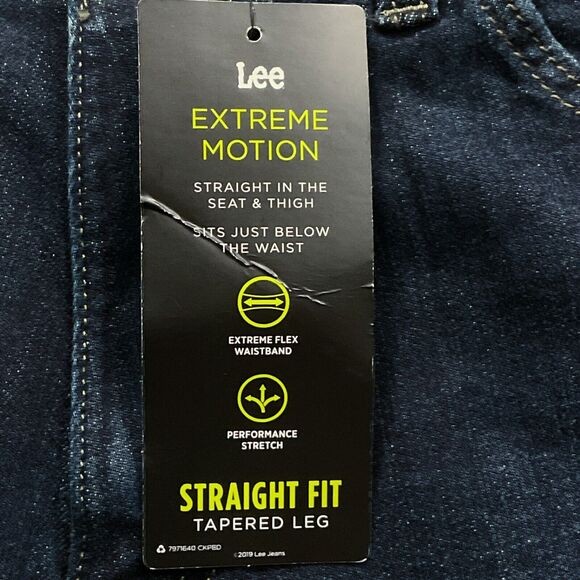 Lee
EXTREME
MOTION
STRAIGHT IN THE
SEAT & THIGH
SITS JUST BELOW
THE WAIST
EXTREME FLEX
WAISTBAND
PERFORMANCE
STRETCH
STRAIGHT FIT
TAPERED LEG
7971640 CKPED
©2019 Lee Jeans